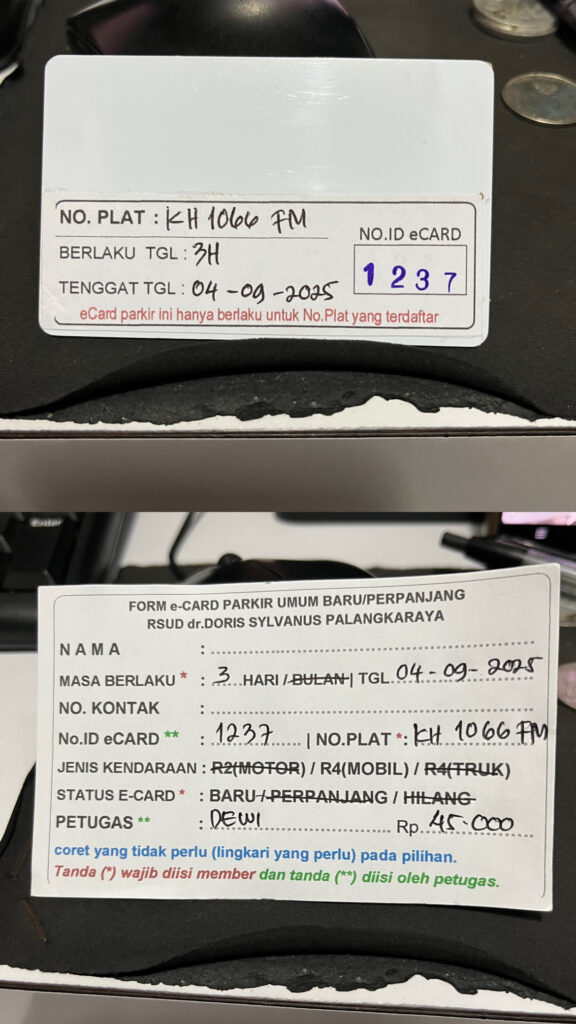 NO. PLAT : KH 1066 FM
BERLAKU TGL : 3H
TENGGAT TGL : 04-09-2025
NO.ID eCARD
1237
eCard parkir ini hanya berlaku untuk No.Plat yang terdaftar
Enter
FORM e-CARD PARKIR UMUM BARU/PERPANJANG
RSUD dr.DORIS SYLVANUS PALANGKARAYA
NAMA :
MASA BERLAKU * : 3 HARI / BULAN | TGL 04-09-2025
NO. KONTAK :
No.ID eCARD ** : 1237 | NO.PLAT *: KH 1066 FM
JENIS KENDARAAN : R2(MOTOR) / R4(MOBIL) / R4(TRUK)
STATUS E-CARD * : BARU / PERPANJANG / HILANG
PETUGAS ** : DEWI Rp. 45.000
coret yang tidak perlu (lingkari yang perlu) pada pilihan.
Tanda (*) wajib diisi member dan tanda (**) diisi oleh petugas.